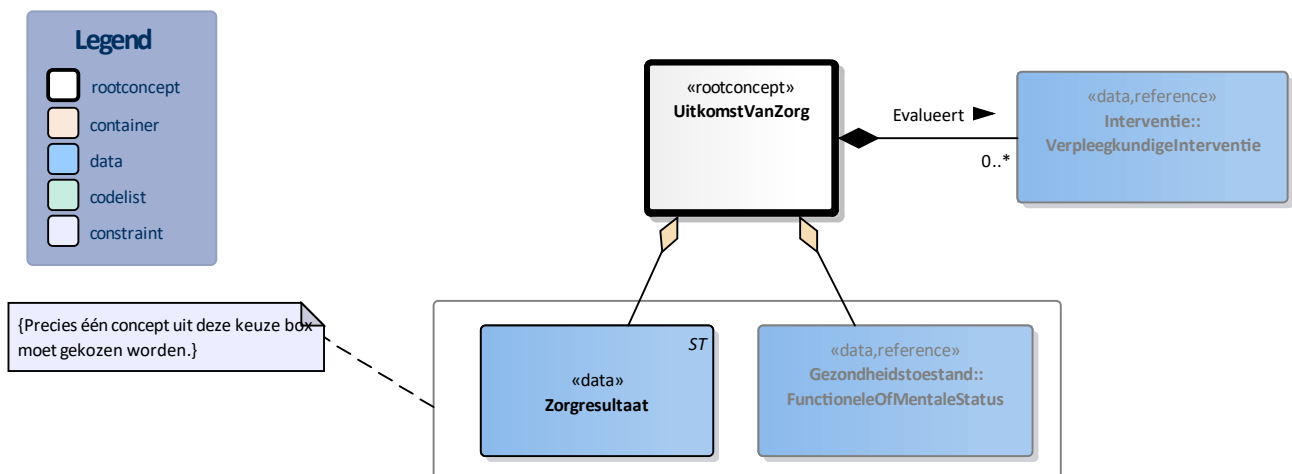 Legend
rootconcept
container
data
codelist
constraint
«rootconcept»
UitkomstVanZorg
Evalueert
0..*
«data,reference»
Interventie::
VerpleegkundigeInterventie
{Precies één concept uit deze keuze box
moet gekozen worden.}
ST
«data»
Zorgresultaat
«data,reference»
Gezondheidstoestand::
FunctioneleOfMentaleStatus